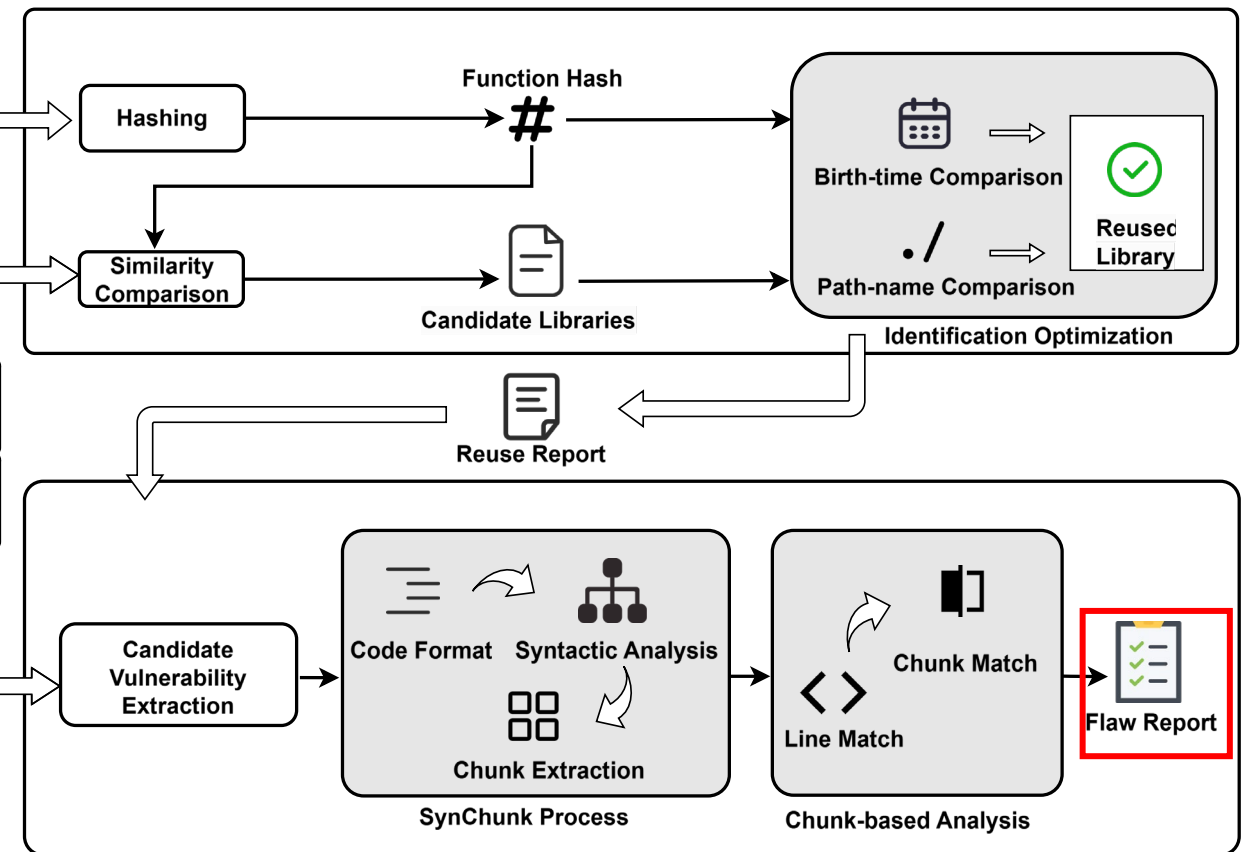 Function Hash
Hashing
#
Birth-time Comparison
Reused
Library
./
Path-name Comparison
Similarity
Comparison
Candidate Libraries
Identification Optimization
Reuse Report
Candidate
Vulnerability
Extraction
Code Format
Syntactic Analysis
Chunk Extraction
SynChunk Process
Chunk Match
Line Match
Chunk-based Analysis
Flaw Report